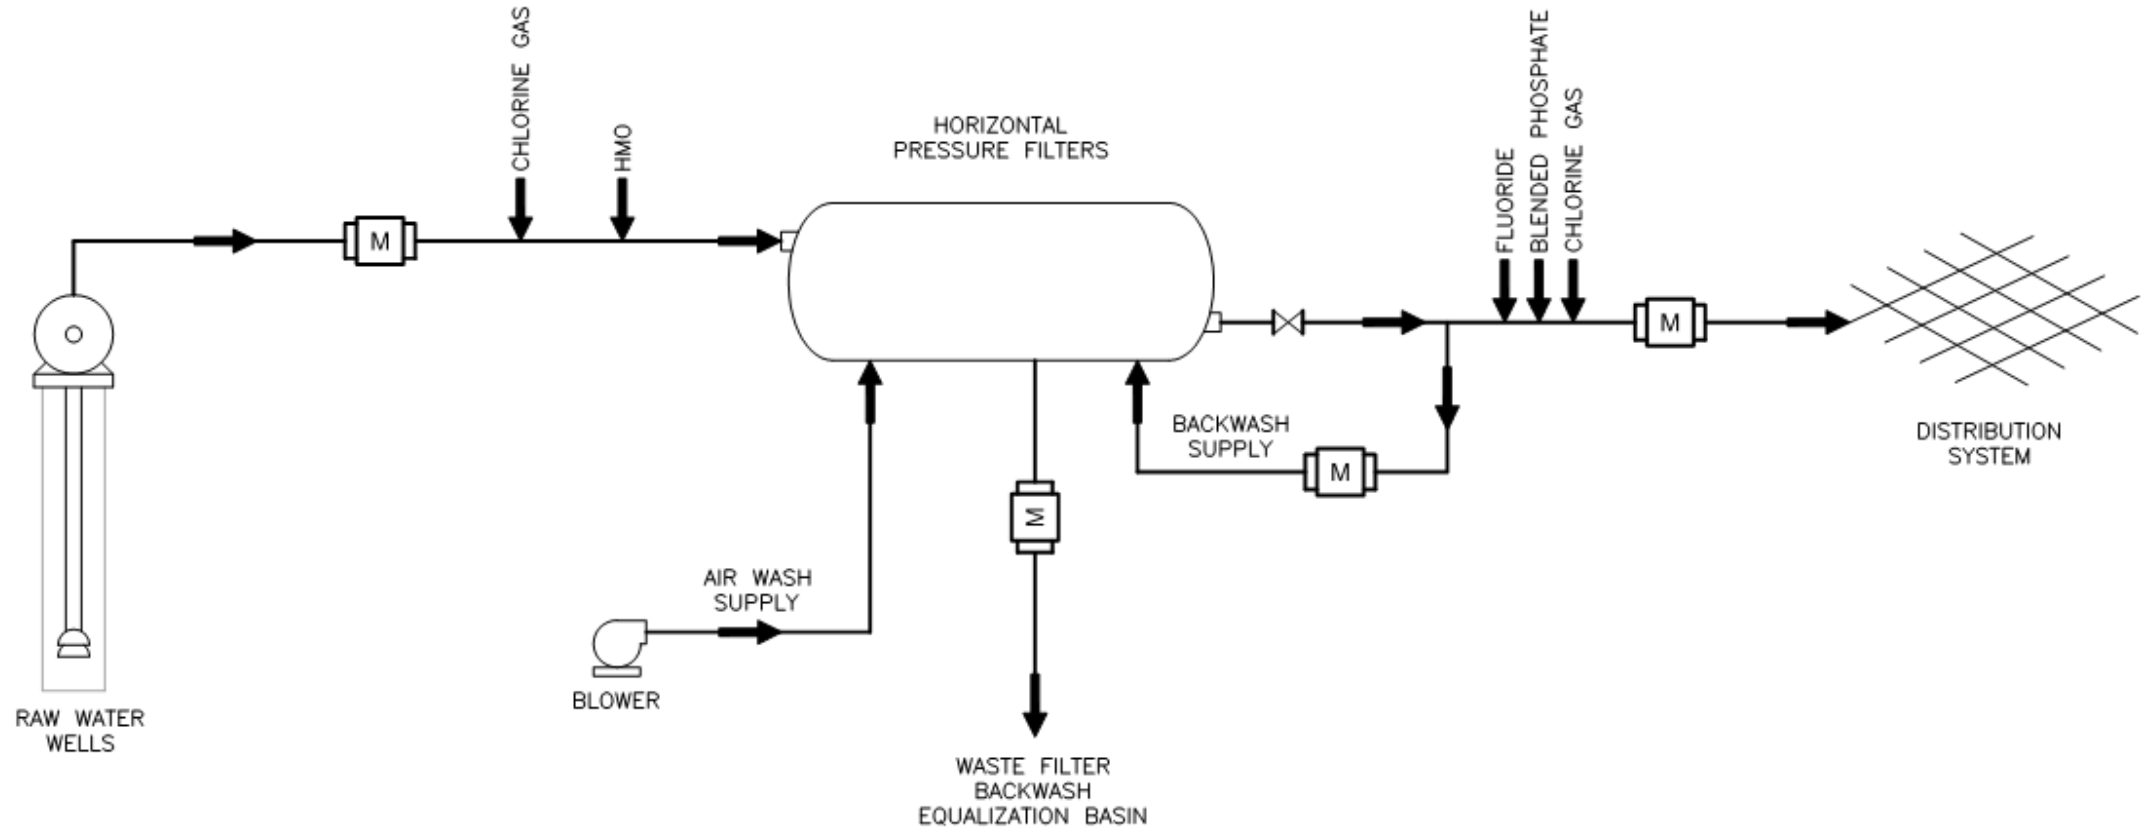 CHLORINE GAS
HMO
HORIZONTAL
PRESSURE FILTERS
FLUORIDE
BLENDED PHOSPHATE
CHLORINE GAS
M
M
BACKWASH
SUPPLY
M
M
DISTRIBUTION
SYSTEM
AIR WASH
SUPPLY
BLOWER
RAW WATER
WELLS
WASTE FILTER
BACKWASH
EQUALIZATION BASIN